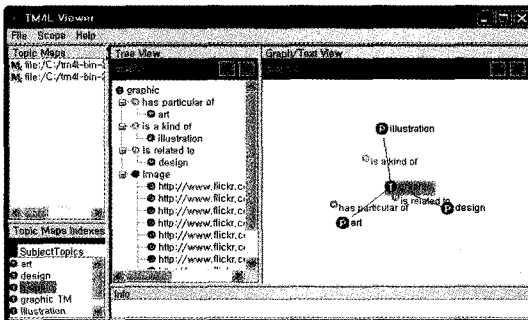 TM4L Viewer
File Scope Help
Topic Maps
file:/C:/tm4l-bin-
file:/C:/tm4l-bin-
Topic Maps Indexes
SubjectTopics
art
design
graphic TM
illustration
Tree View
graphic
has particular of
art
is a kind of
illustration
is related to
design
Image
http://www.flickr.c
http://www.flickr.c
http://www.flickr.c
http://www.flickr.c
http://www.flickr.c
http://www.flickr.c
http://www.flickr.c
Graph/Text View
illustration
is a kind of
is related to
has particular of
design
art
Info